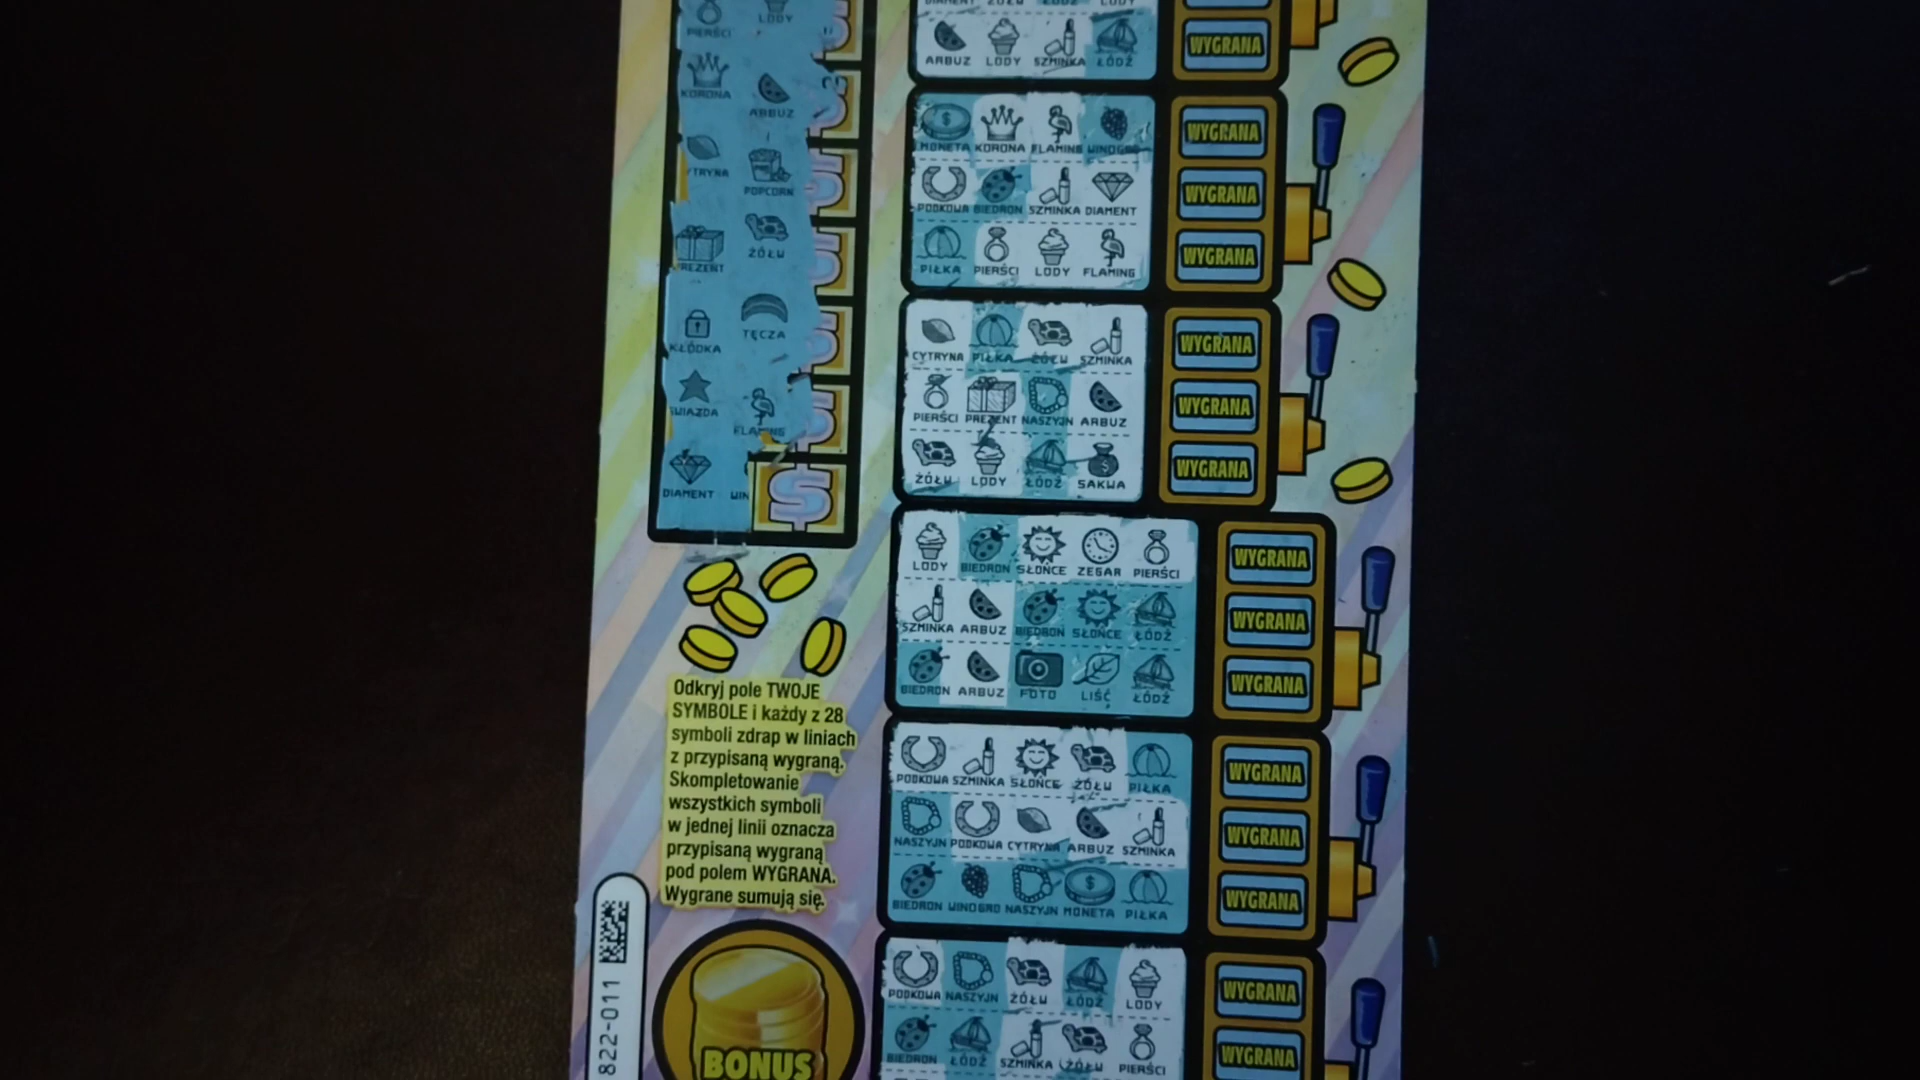 PIERŚCI LODY
KORONA ARBUZ
POPCORN
ŻÓŁW
KŁÓDKA TĘCZA
FLAMING
DIAMENT
Odkryj pole TWOJE
SYMBOLE i każdy z 28
symboli zdrap w liniach
z przypisaną wygraną.
Skompletowanie
wszystkich symboli
w jednej linii oznacza
przypisaną wygraną
pod polem WYGRANA.
Wygrane sumują się.
822-011
BONUS
ARBUZ LODY SZMINKA ŁÓDŹ
WYGRANA
MONETA KORONA FLAMING WINOGRO
WYGRANA
PODKOWA BIEDRON SZMINKA DIAMENT
WYGRANA
PIŁKA PIERŚCI LODY FLAMING
WYGRANA
CYTRYNA PIŁKA ŻÓŁW SZMINKA
WYGRANA
PIERŚCI PREZENT NASZYJN ARBUZ
WYGRANA
ŻÓŁW LODY ŁÓDŹ SAKWA
WYGRANA
LODY BIEDRON SŁOŃCE ZEGAR PIERŚCI
WYGRANA
SZMINKA ARBUZ BIEDRON SŁOŃCE ŁÓDŹ
WYGRANA
BIEDRON ARBUZ FOTO LIŚĆ ŁÓDŹ
WYGRANA
PODKOWA SZMINKA SŁOŃCE ŻÓŁW PIŁKA
WYGRANA
NASZYJN PODKOWA CYTRYNA ARBUZ SZMINKA
WYGRANA
BIEDRON WINOGRO NASZYJN MONETA PIŁKA
WYGRANA
PODKOWA NASZYJN ŻÓŁW ŁÓDŹ LODY
WYGRANA
BIEDRON ŁÓDŹ SZMINKA ŻÓŁW PIERŚCI
WYGRANA